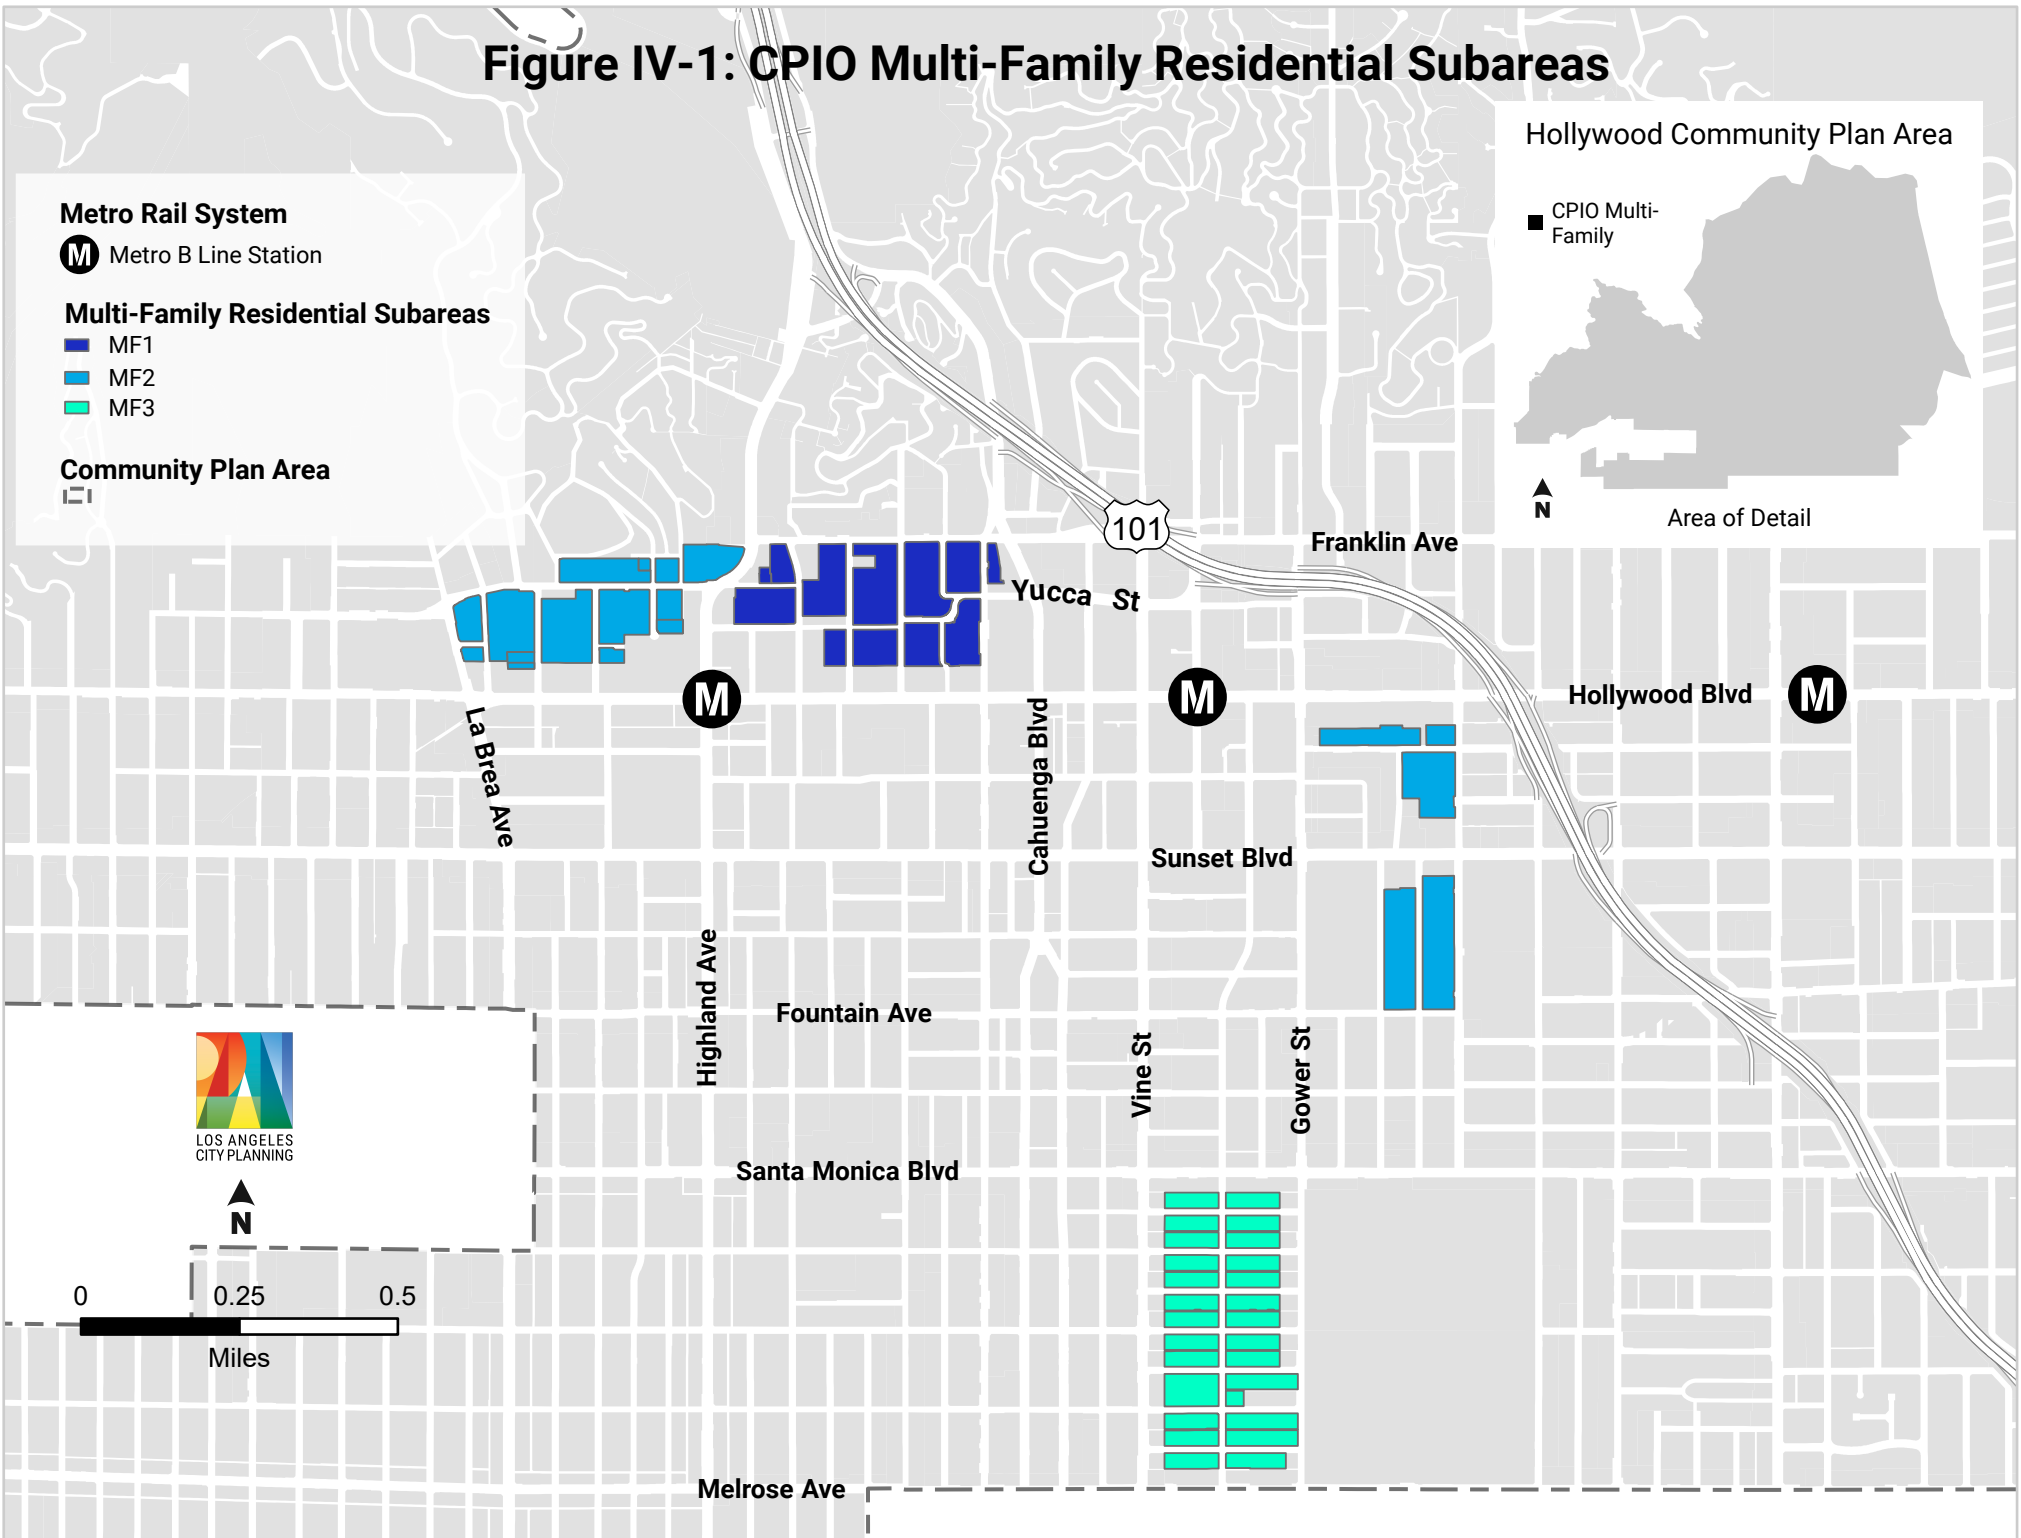 Figure IV-1: CPIO Multi-Family Residential Subareas
Hollywood Community Plan Area
CPIO Multi-
Family
N
Area of Detail
Metro Rail System
M Metro B Line Station
Multi-Family Residential Subareas
MF1
MF2
MF3
Community Plan Area
101
Franklin Ave
Yucca St
M
M
M
Hollywood Blvd
La Brea Ave
Cahuenga Blvd
Sunset Blvd
Highland Ave
Fountain Ave
Vine St
Gower St
LOS ANGELES
CITY PLANNING
N
Santa Monica Blvd
0 0.25 0.5
Miles
Melrose Ave